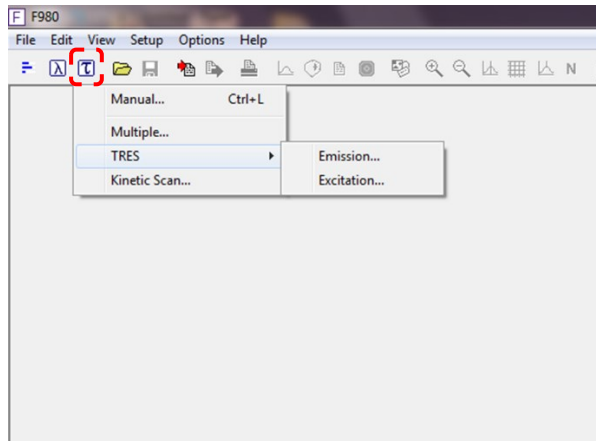 F F980
File Edit View Setup Options Help
λ τ N
Manual... Ctrl+L
Multiple...
TRES
Emission...
Kinetic Scan...
Excitation...